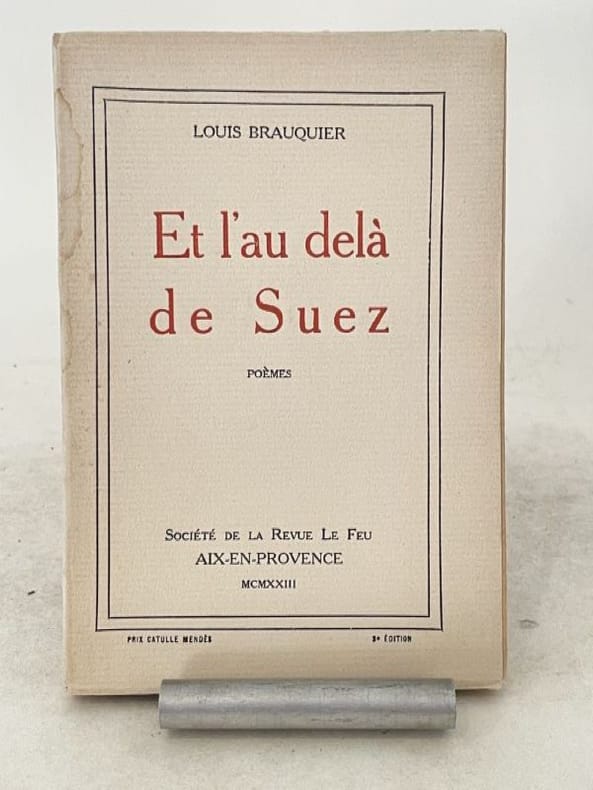 LOUIS BRAUQUIER
Et l'au delà
de Suez
POÈMES
SOCIÉTÉ DE LA REVUE LE FEU
AIX-EN-PROVENCE
MCMXXIII
PRIX CATULLE MENDÈS 3e ÉDITION